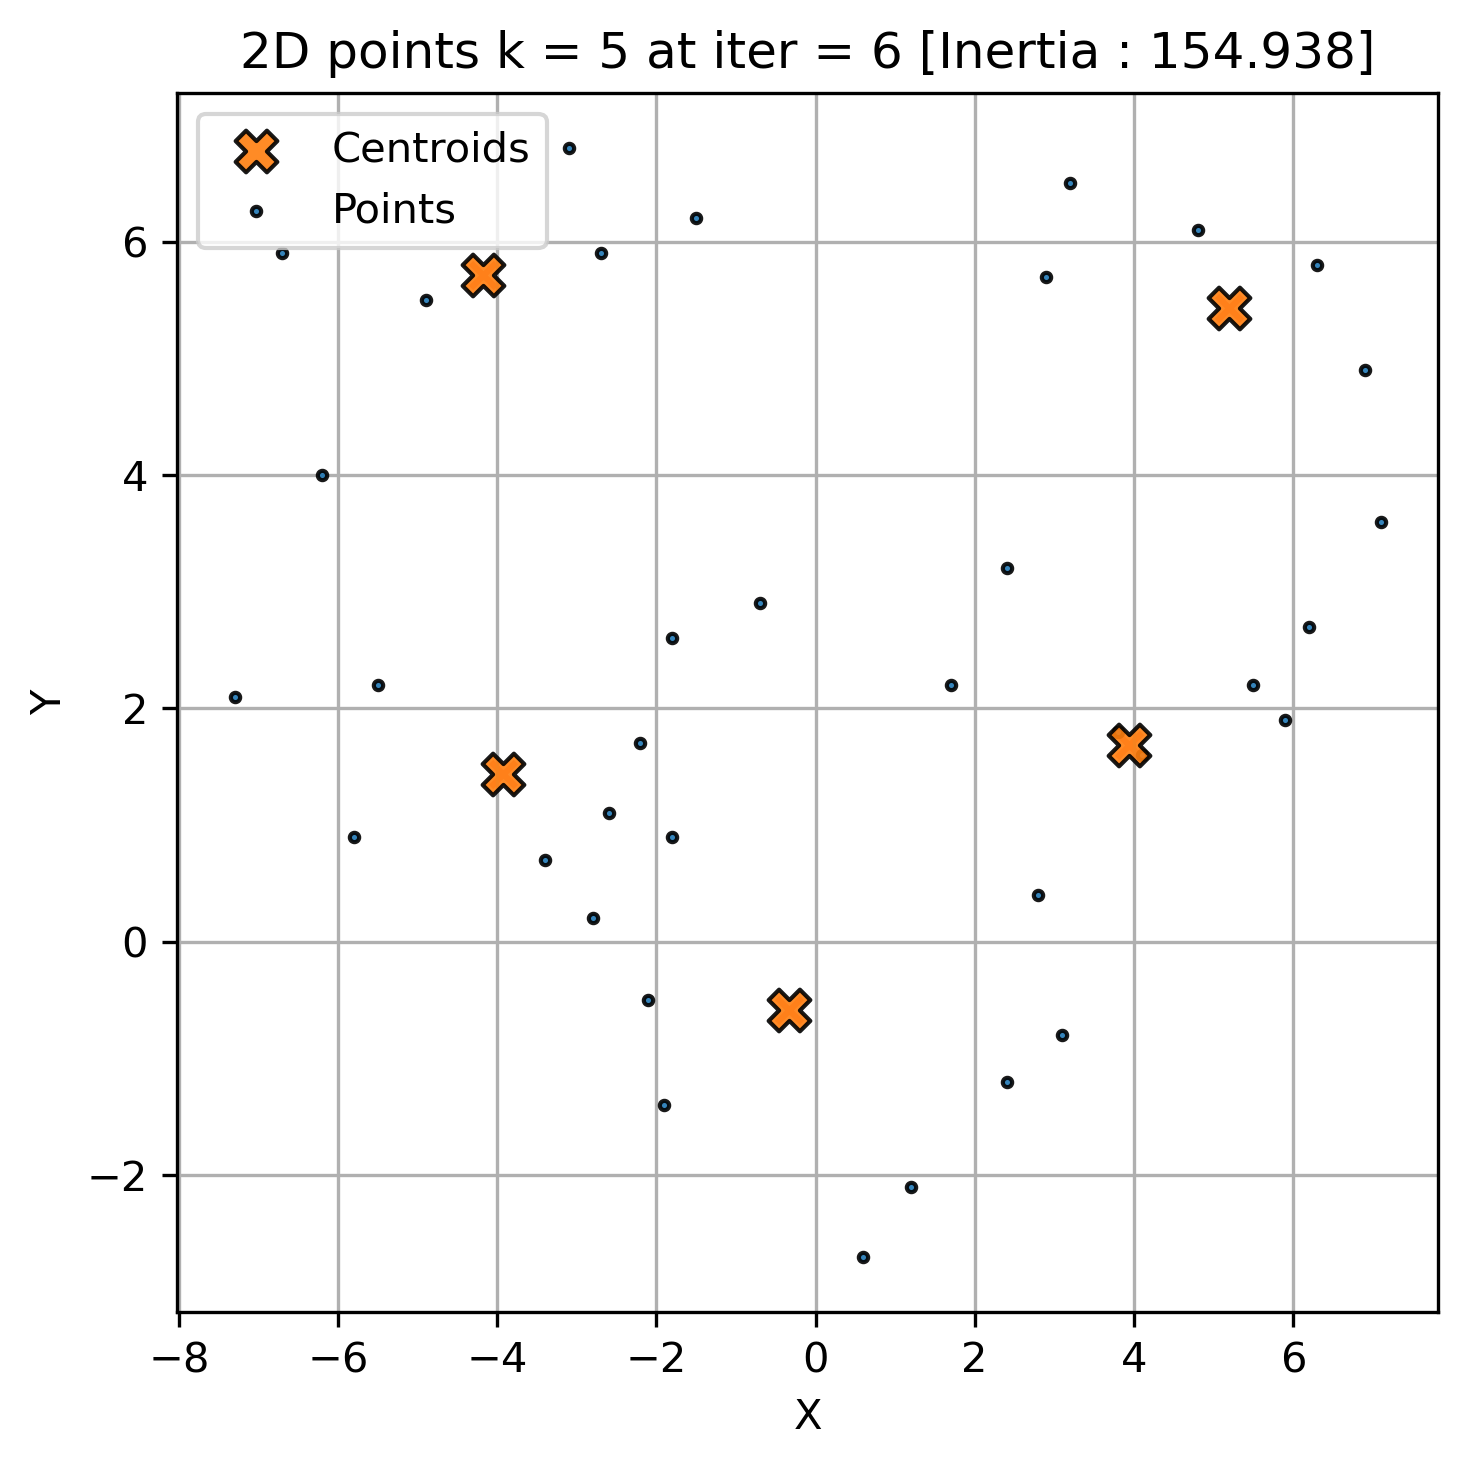 2D points k = 5 at iter = 6 [Inertia : 154.938]
Centroids
Points
6
4
2
0
−2
Y
−8 −6 −4 −2 0 2 4 6
X